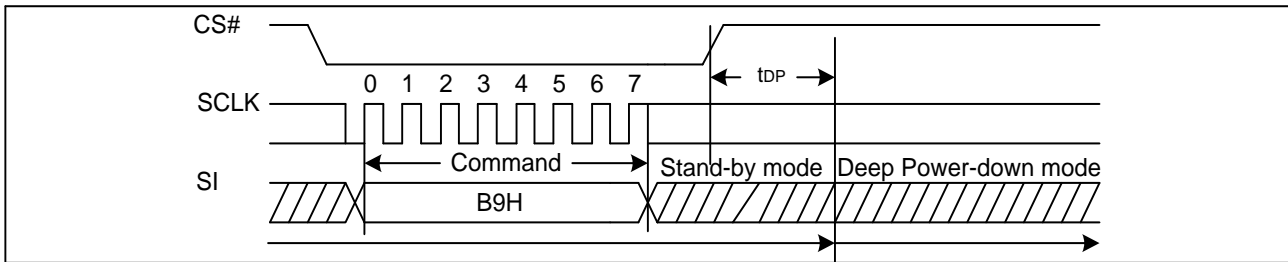 CS#
tDP
0 1 2 3 4 5 6 7
SCLK
Command
Stand-by mode Deep Power-down mode
SI
B9H